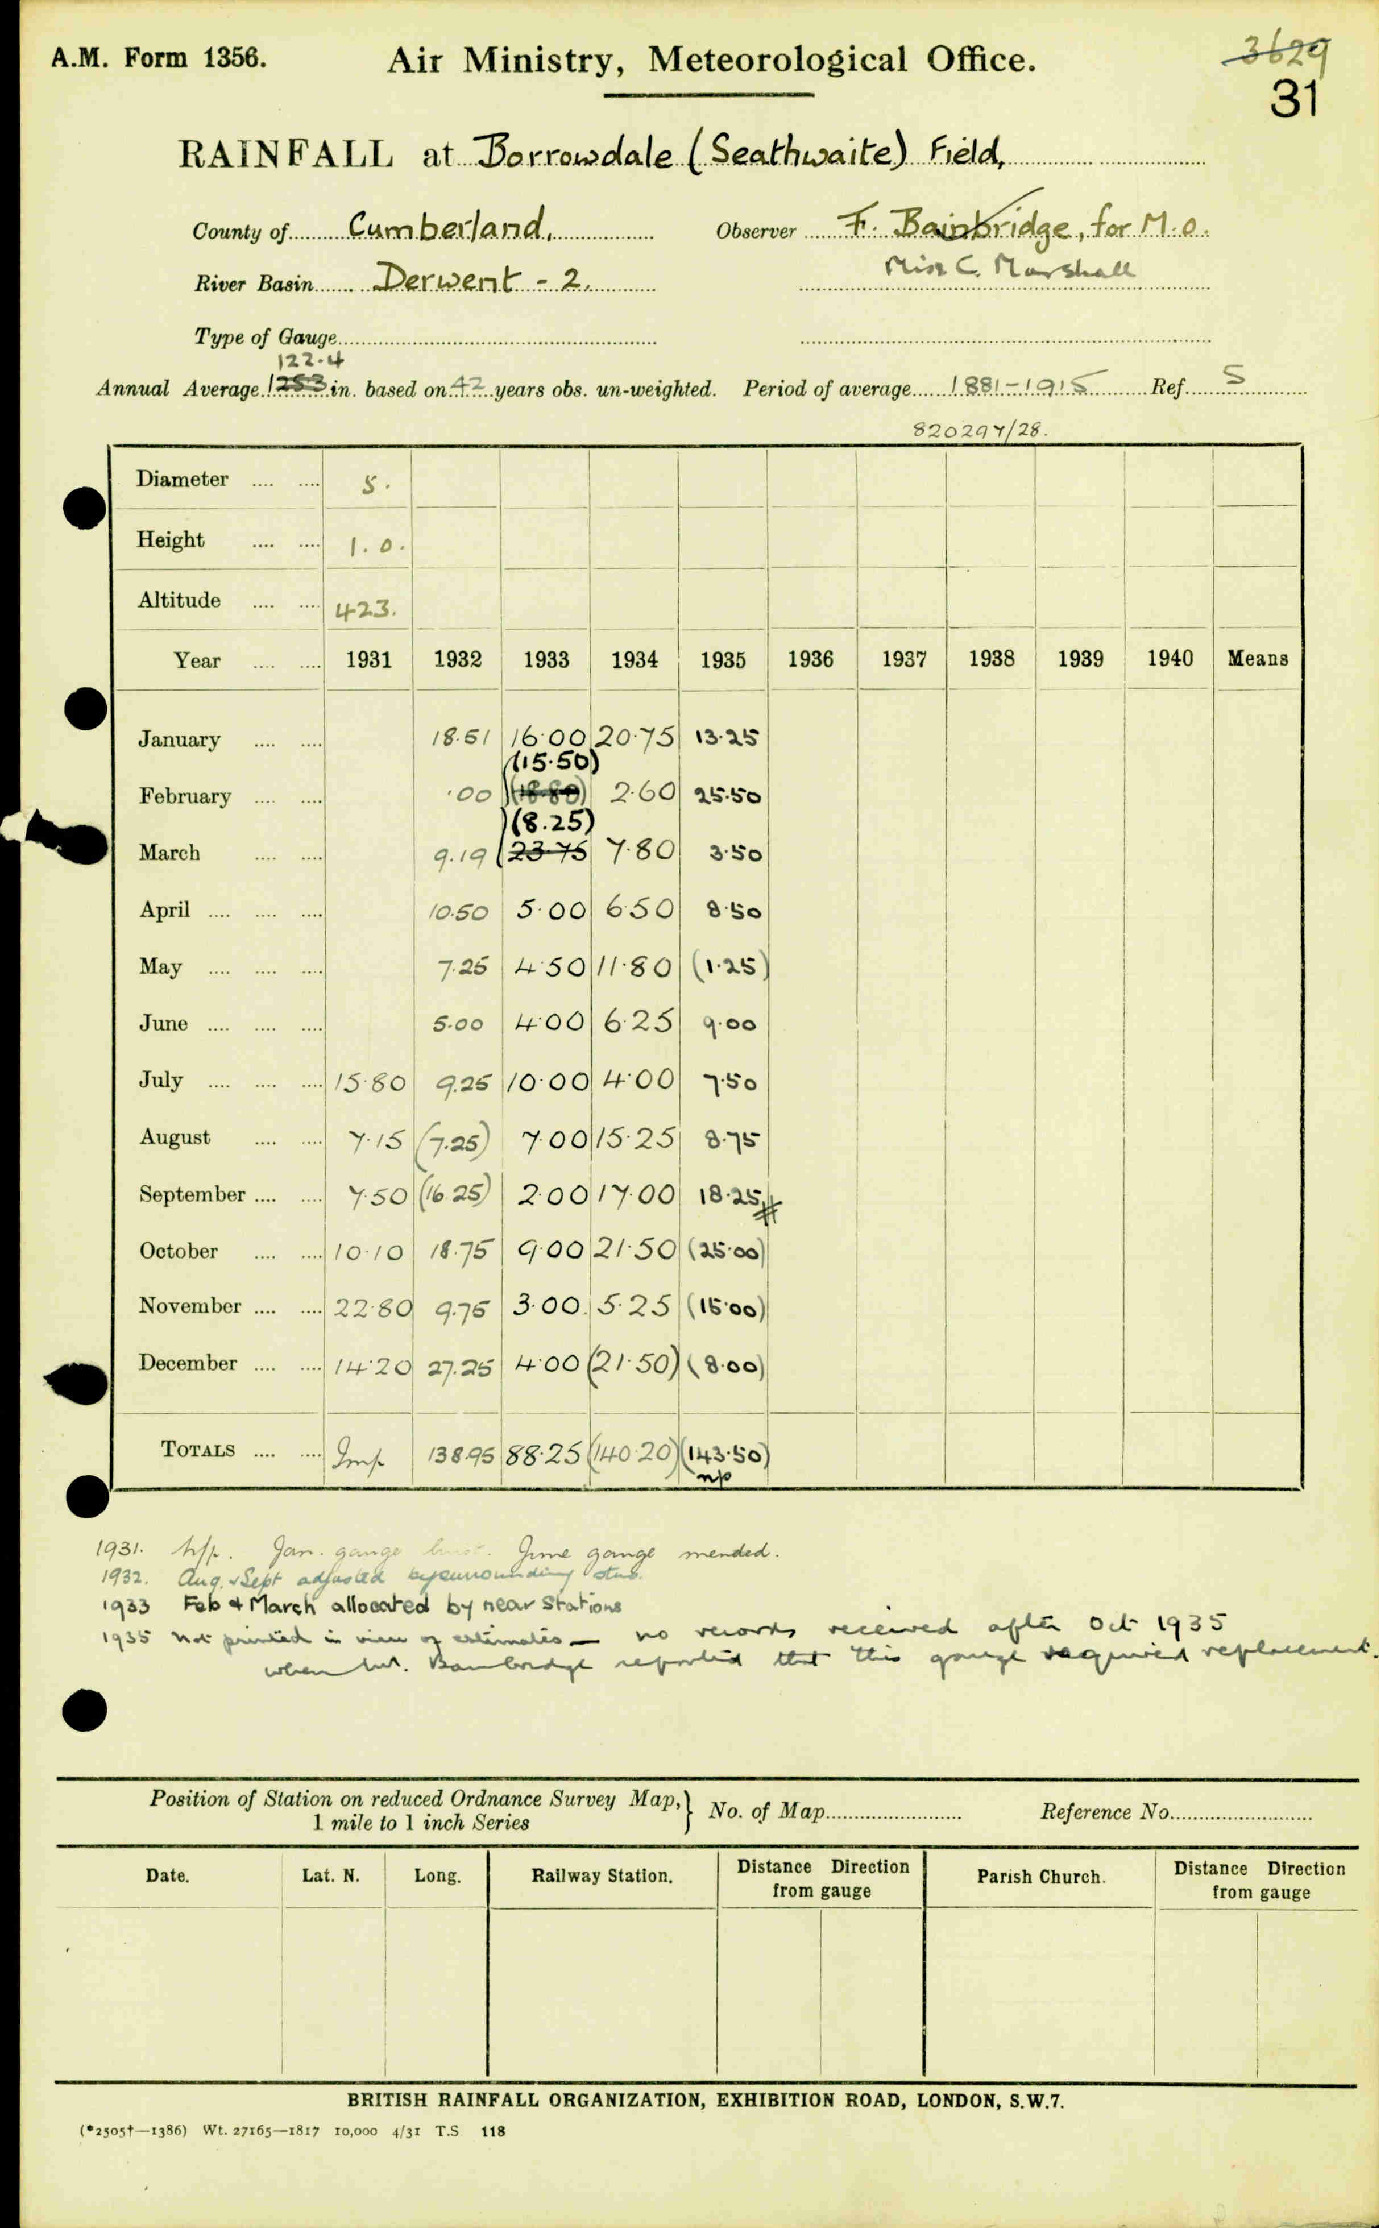 A.M. Form 1356. Air Ministry, Meteorological Office. 3629
31
RAINFALL at Borrowdale (Seathwaite) Field,
County of Cumberland, Observer F. Bainbridge, for M.O.
Miss C. Marshall
River Basin Derwent - 2.
Type of Gauge
122.4
Annual Average 1253 in. based on 42 years obs. un-weighted. Period of average 1881-1915 Ref. S
820297/28.
Diameter 5.
Height 1.0.
Altitude 423.
Year 1931 1932 1933 1934 1935 1936 1937 1938 1939 1940 Means
January 18.51 16.00 20.75 13.25
(15.50)
February .00 (18.80) 2.60 25.50
(8.25)
March 9.19 23.75 7.80 3.50
April 10.50 5.00 6.50 8.50
May 7.25 4.50 11.80 (1.25)
June 5.00 4.00 6.25 9.00
July 15.80 9.25 10.00 4.00 7.50
August 7.15 (7.25) 7.00 15.25 8.75
September 7.50 (16.25) 2.00 17.00 18.25 #
October 10.10 18.75 9.00 21.50 (25.00)
November 22.80 9.75 3.00 5.25 (15.00)
December 14.20 27.25 4.00 (21.50) (8.00)
TOTALS Imp. 138.95 88.25 (140.20) (143.50)
np
1931. Jan. gauge burst. June gauge mended.
1932. Aug. & Sept adjusted by surrounding stns.
1933 Feb & March allocated by near Stations
1935 not printed in view of estimates — no records received after Oct 1935
when Mr. Bainbridge reported that this gauge required replacement.
Position of Station on reduced Ordnance Survey Map,} No. of Map Reference No.
1 mile to 1 inch Series
Date. Lat. N. Long. Railway Station. Distance Direction from gauge Parish Church. Distance Direction from gauge
BRITISH RAINFALL ORGANIZATION, EXHIBITION ROAD, LONDON, S.W.7.
(*2505†—1386) Wt. 27165—1817 10,000 4/31 T.S 118